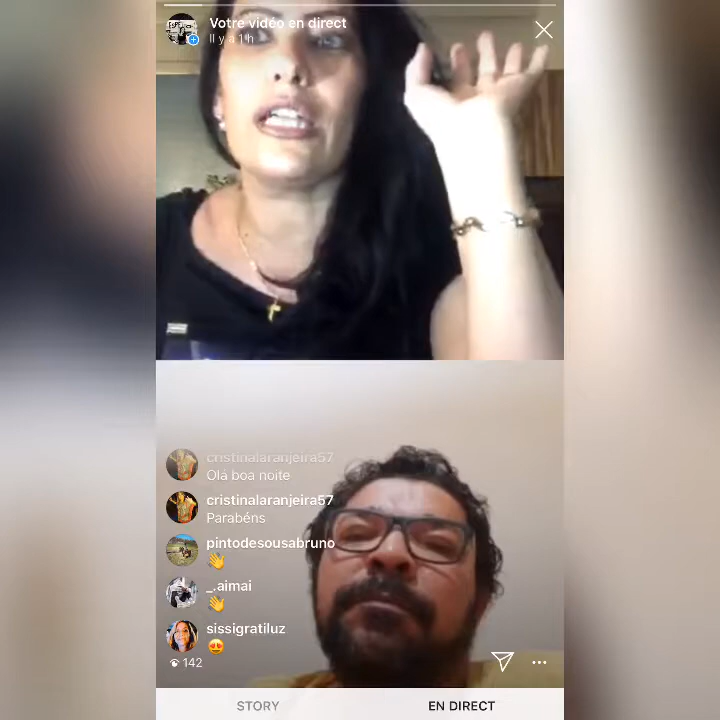 Votre vidéo en direct
Il y a 1 h
cristinalaranjeira57
Olá boa noite
cristinalaranjeira57
Parabéns
pintodesousabruno
👋
_.aimai
👋
sissigratiluz
😍
142
STORY
EN DIRECT